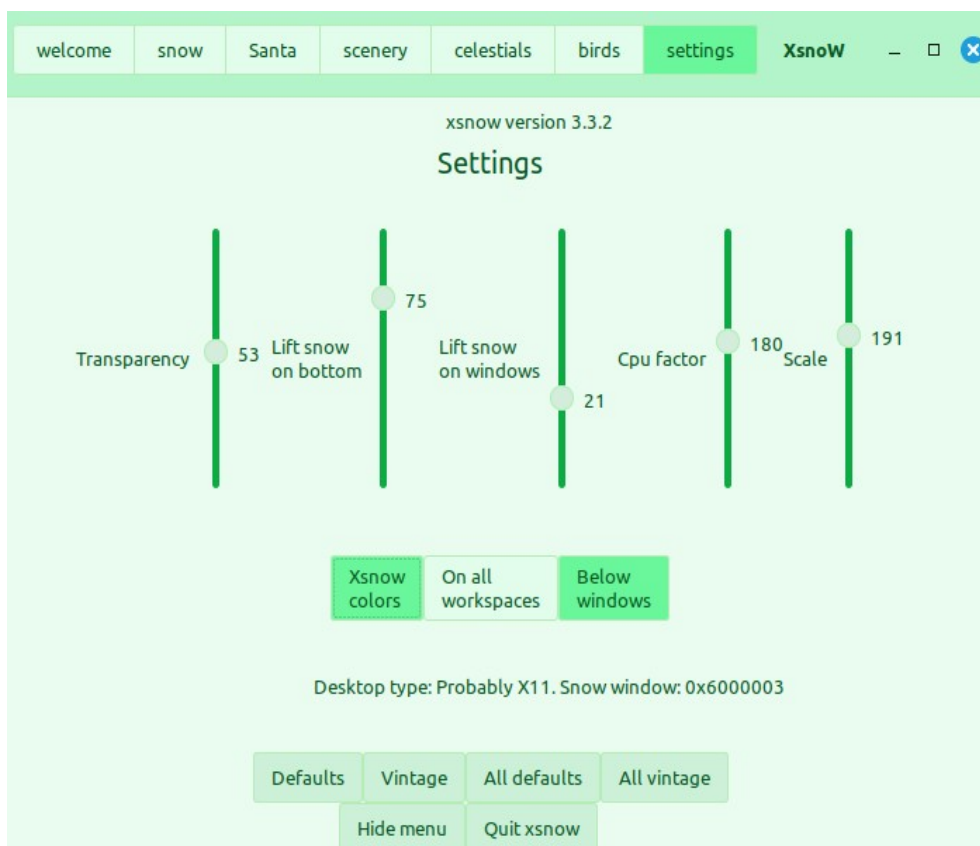 welcome snow Santa scenery celestials birds settings XsnoW
xsnow version 3.3.2
Settings
Transparency 53
Lift snow
on bottom 75
Lift snow
on windows 21
Cpu factor 180
Scale 191
Xsnow
colors
On all
workspaces
Below
windows
Desktop type: Probably X11. Snow window: 0x6000003
Defaults Vintage All defaults All vintage
Hide menu Quit xsnow